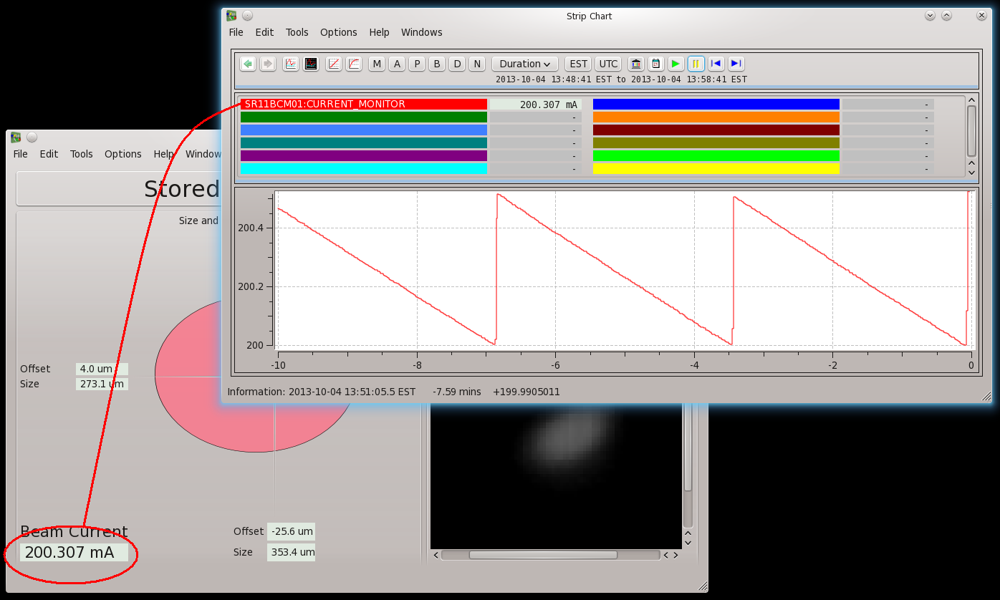 Strip Chart
File Edit Tools Options Help Windows
M A P B D N Duration EST UTC
2013-10-04 13:48:41 EST to 2013-10-04 13:58:41 EST
SR11BCM01:CURRENT_MONITOR 200.307 mA -
- -
- -
- -
- -
- -
200.4
200.2
200
-10 -8 -6 -4 -2 0
Information: 2013-10-04 13:51:05.5 EST -7.59 mins +199.9905011
File Edit Tools Options Help Window
Stored
Size and
Offset 4.0 um
Size 273.1 um
Beam Current
200.307 mA
Offset -25.6 um
Size 353.4 um